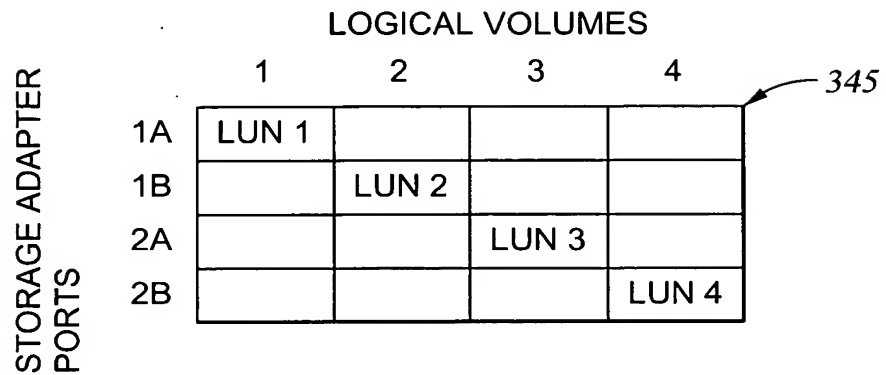 LOGICAL VOLUMES
1 2 3 4
345
STORAGE ADAPTER
PORTS
1A LUN 1
1B LUN 2
2A LUN 3
2B LUN 4